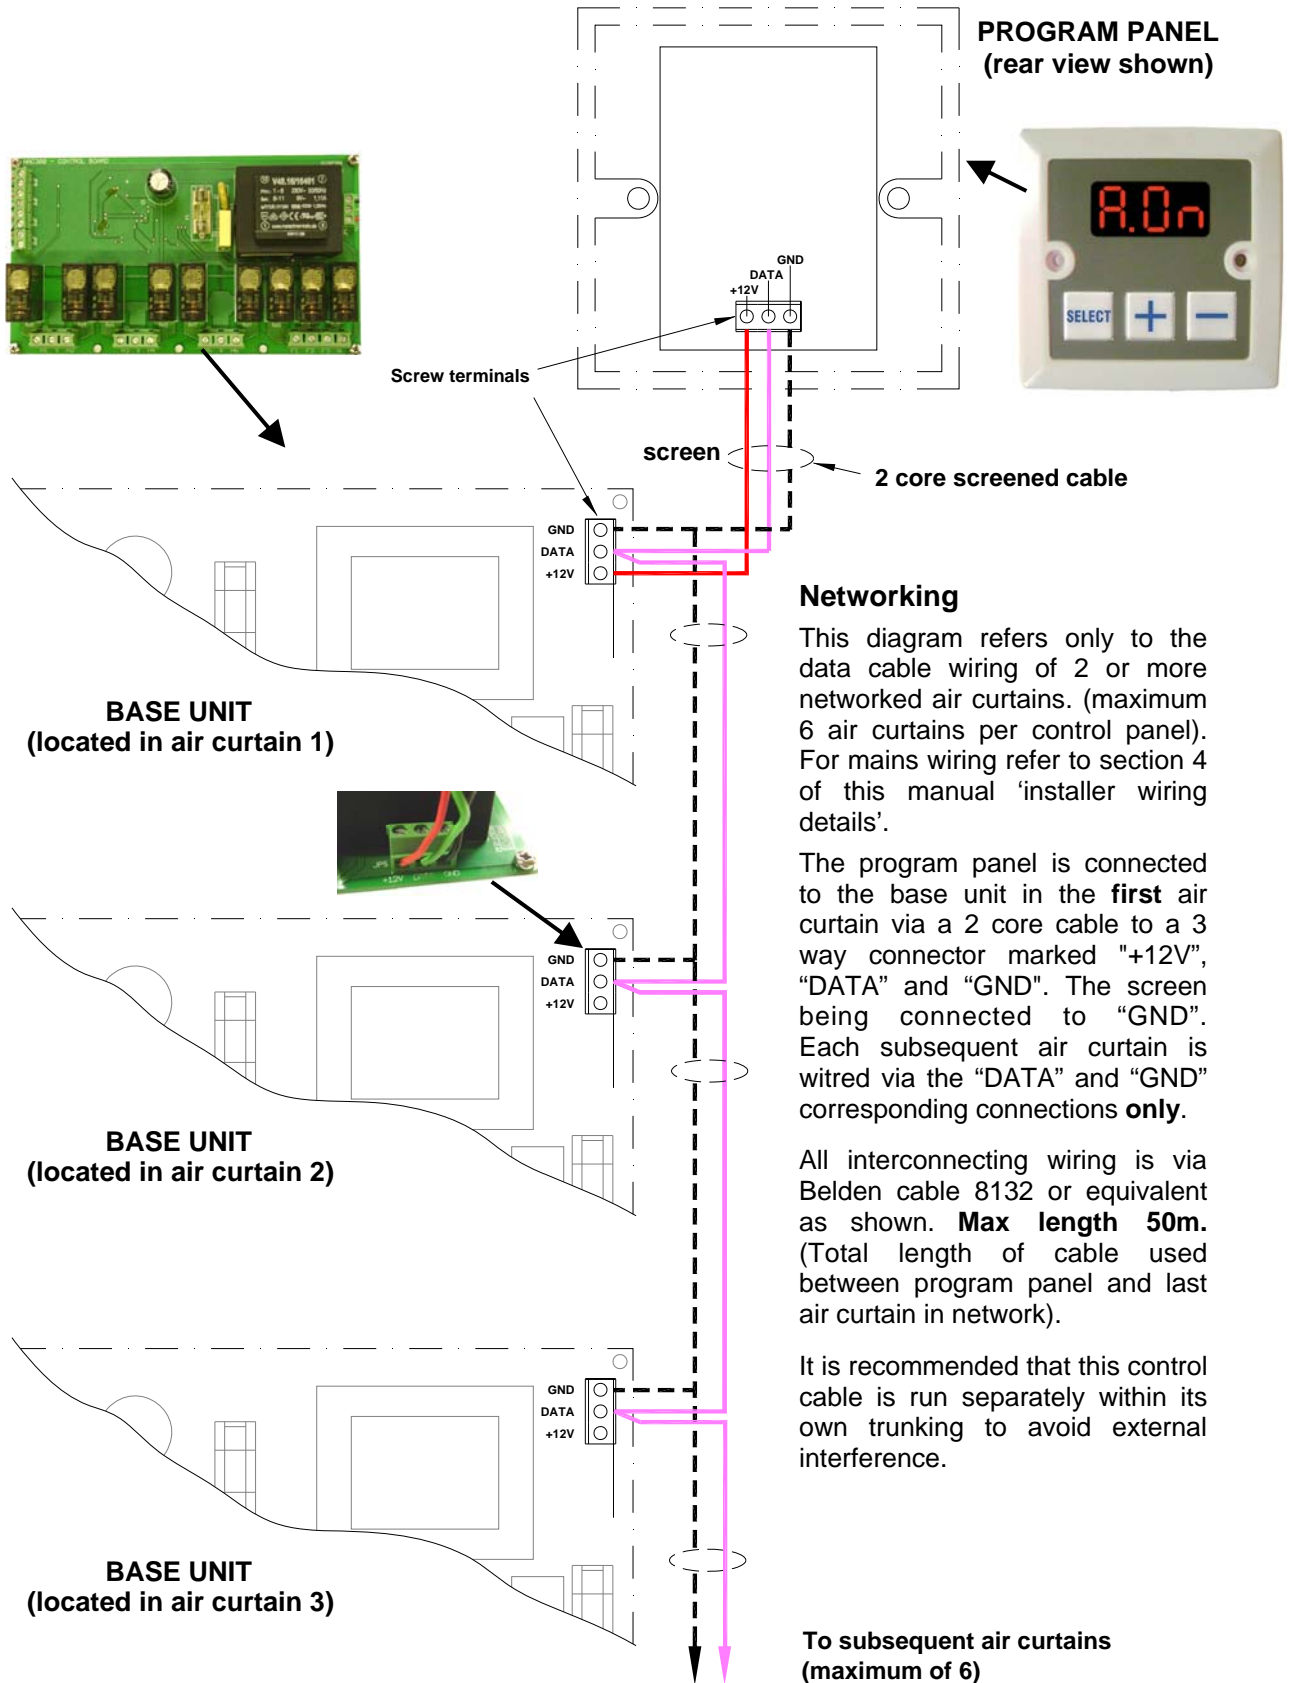 PROGRAM PANEL
(rear view shown)
CONTROL BOARD
A.On
SELECT
+
−
GND
DATA
+12V
Screw terminals
screen
2 core screened cable
GND
DATA
+12V
BASE UNIT
(located in air curtain 1)
Networking
This diagram refers only to the
data cable wiring of 2 or more
networked air curtains. (maximum
6 air curtains per control panel).
For mains wiring refer to section 4
of this manual ‘installer wiring
details’.
The program panel is connected
to the base unit in the first air
curtain via a 2 core cable to a 3
way connector marked "+12V”,
“DATA” and “GND". The screen
being connected to “GND”.
Each subsequent air curtain is
witred via the “DATA” and “GND”
corresponding connections only.
All interconnecting wiring is via
Belden cable 8132 or equivalent
as shown. Max length 50m.
(Total length of cable used
between program panel and last
air curtain in network).
It is recommended that this control
cable is run separately within its
own trunking to avoid external
interference.
JP5
+12V
GND
GND
DATA
+12V
BASE UNIT
(located in air curtain 2)
GND
DATA
+12V
BASE UNIT
(located in air curtain 3)
To subsequent air curtains
(maximum of 6)